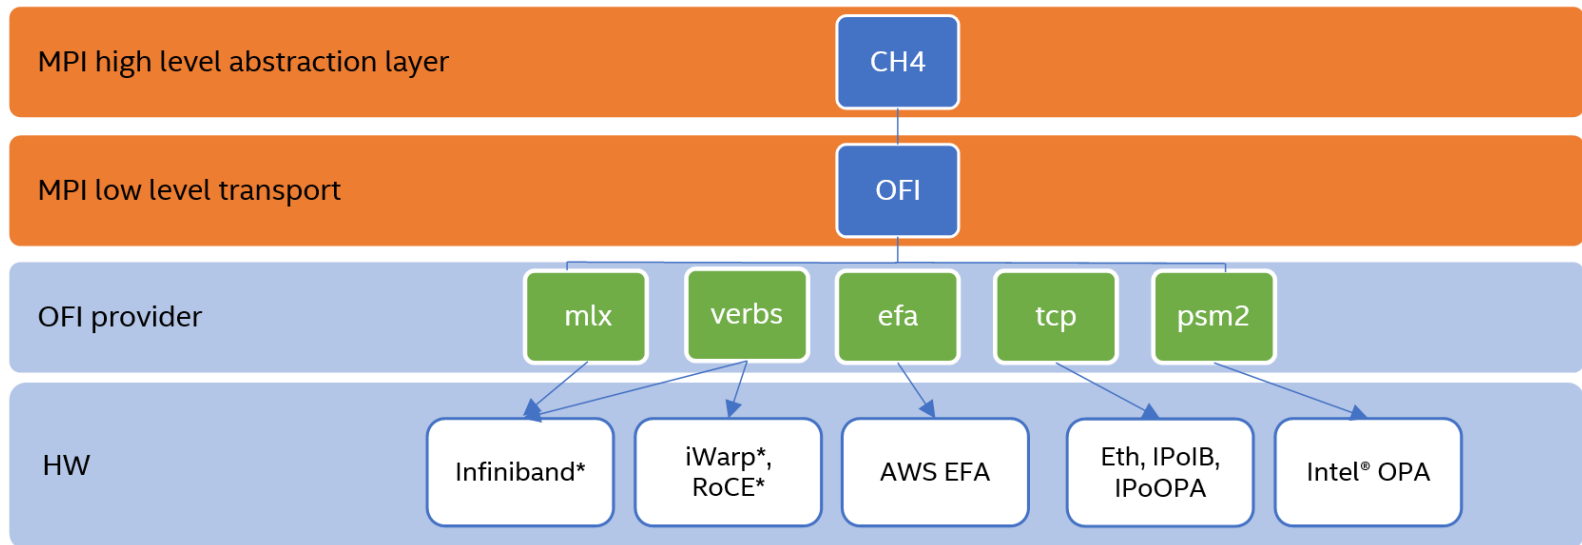 MPI high level abstraction layer
CH4
MPI low level transport
OFI
OFI provider
mlx
verbs
efa
tcp
psm2
HW
Infiniband*
iWarp*,
RoCE*
AWS EFA
Eth, IPoIB,
IPoOPA
Intel® OPA